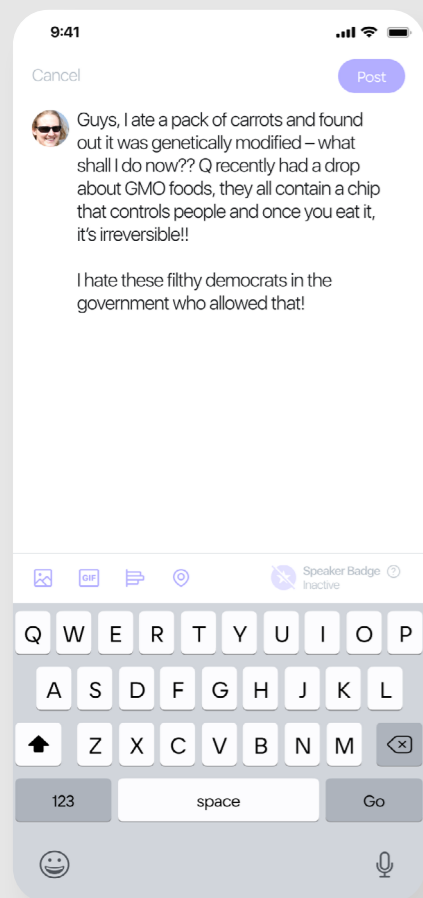 9:41
Cancel
Post
Guys, I ate a pack of carrots and found
out it was genetically modified – what
shall I do now?? Q recently had a drop
about GMO foods, they all contain a chip
that controls people and once you eat it,
it's irreversible!!
I hate these filthy democrats in the
government who allowed that!
GIF
Speaker Badge ?
Inactive
Q W E R T Y U I O P
A S D F G H J K L
Z X C V B N M
123 space Go